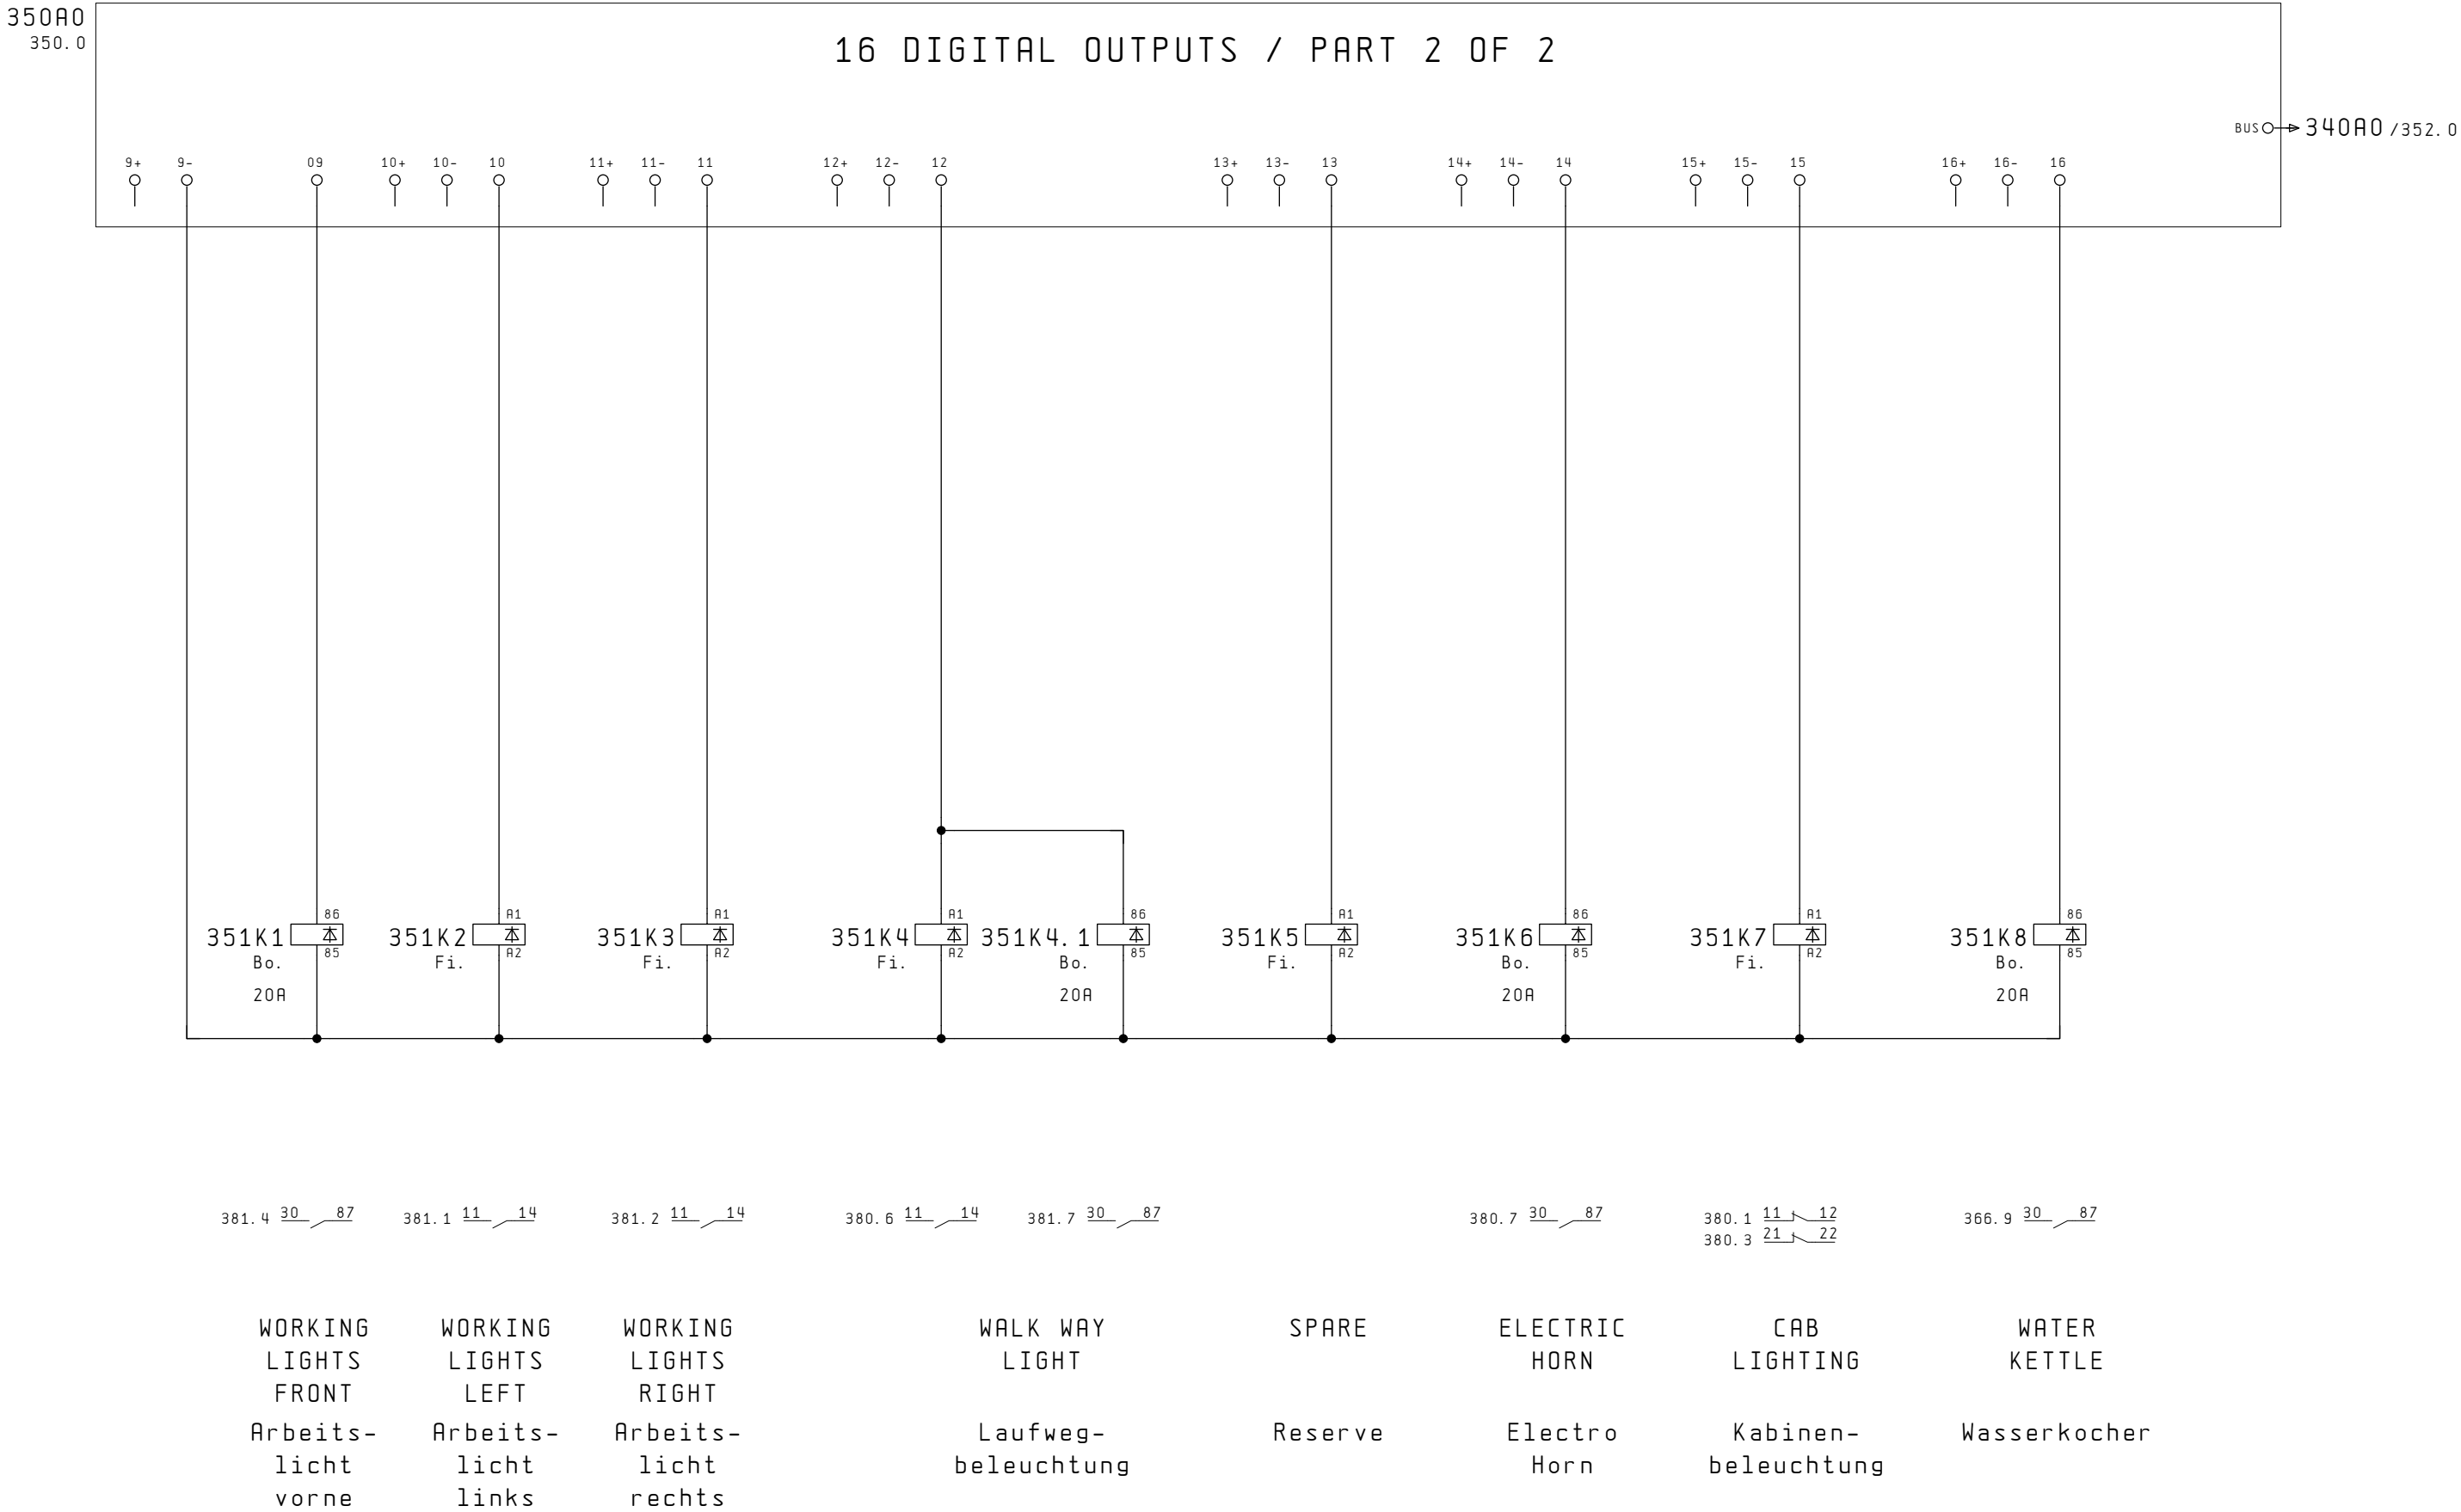 350A0
350.0
16 DIGITAL OUTPUTS / PART 2 OF 2
BUS 340A0 /352.0
9+ 9- 09 10+ 10- 10 11+ 11- 11 12+ 12- 12 13+ 13- 13 14+ 14- 14 15+ 15- 15 16+ 16- 16
86 A1 A1 A1 86 A1 86 A1 86
351K1 351K2 351K3 351K4 351K4.1 351K5 351K6 351K7 351K8
85 A2 A2 A2 85 A2 85 A2 85
Bo. Fi. Fi. Fi. Bo. Fi. Bo. Fi. Bo.
20A 20A 20A 20A
381.4 30 87 381.1 11 14 381.2 11 14 380.6 11 14 381.7 30 87 380.7 30 87 380.1 11 12 366.9 30 87
380.3 21 22
WORKING
LIGHTS
FRONT
Arbeits-
licht
vorne
WORKING
LIGHTS
LEFT
Arbeits-
licht
links
WORKING
LIGHTS
RIGHT
Arbeits-
licht
rechts
WALK WAY
LIGHT
Laufweg-
beleuchtung
SPARE
Reserve
ELECTRIC
HORN
Electro
Horn
CAB
LIGHTING
Kabinen-
beleuchtung
WATER
KETTLE
Wasserkocher